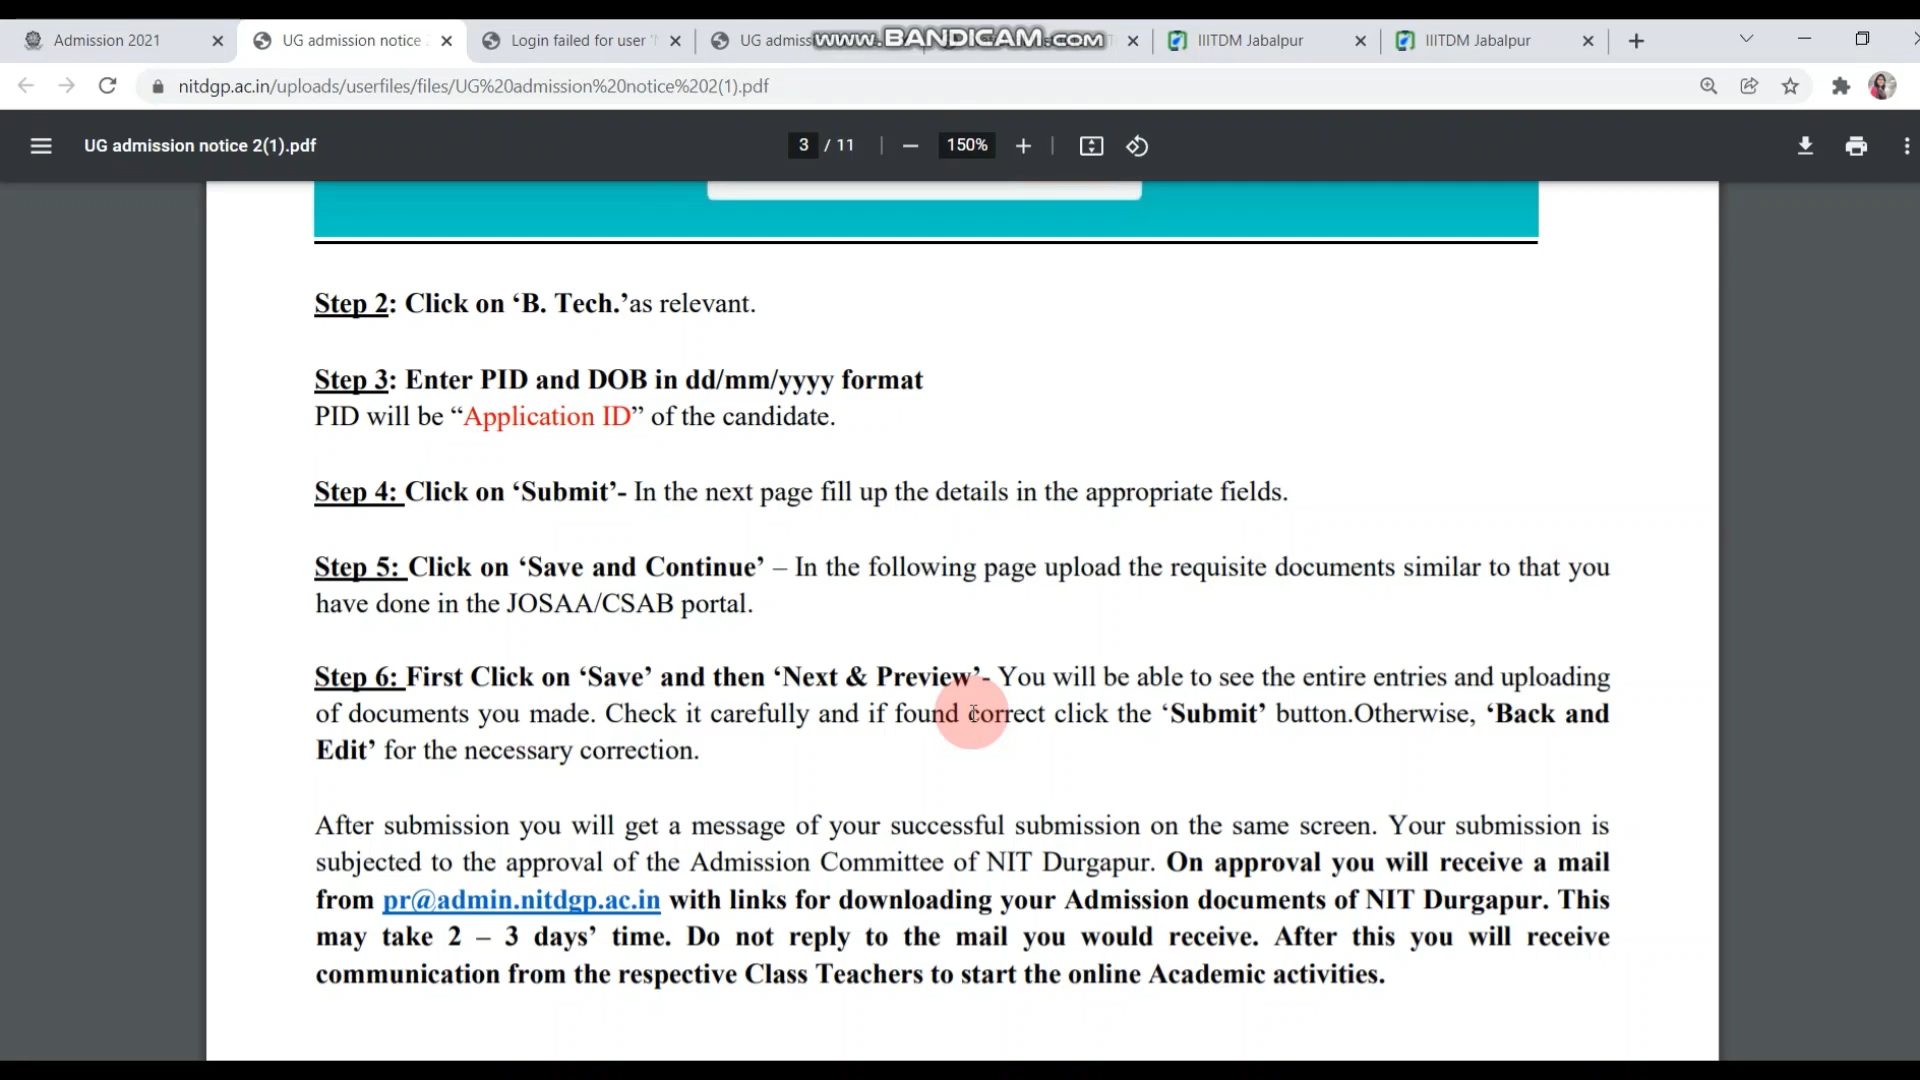 Admission 2021
UG admission notice
Login failed for user '
UG admiss
www.BANDICAM.com
IIITDM Jabalpur
IIITDM Jabalpur
nitdgp.ac.in/uploads/userfiles/files/UG%20admission%20notice%202(1).pdf
UG admission notice 2(1).pdf
3 / 11
150%
Step 2: Click on ‘B. Tech.’as relevant.
Step 3: Enter PID and DOB in dd/mm/yyyy format
PID will be “Application ID” of the candidate.
Step 4: Click on ‘Submit’- In the next page fill up the details in the appropriate fields.
Step 5: Click on ‘Save and Continue’ – In the following page upload the requisite documents similar to that you
have done in the JOSAA/CSAB portal.
Step 6: First Click on ‘Save’ and then ‘Next & Preview’- You will be able to see the entire entries and uploading
of documents you made. Check it carefully and if found correct click the ‘Submit’ button.Otherwise, ‘Back and
Edit’ for the necessary correction.
After submission you will get a message of your successful submission on the same screen. Your submission is
subjected to the approval of the Admission Committee of NIT Durgapur. On approval you will receive a mail
from pr@admin.nitdgp.ac.in with links for downloading your Admission documents of NIT Durgapur. This
may take 2 – 3 days’ time. Do not reply to the mail you would receive. After this you will receive
communication from the respective Class Teachers to start the online Academic activities.